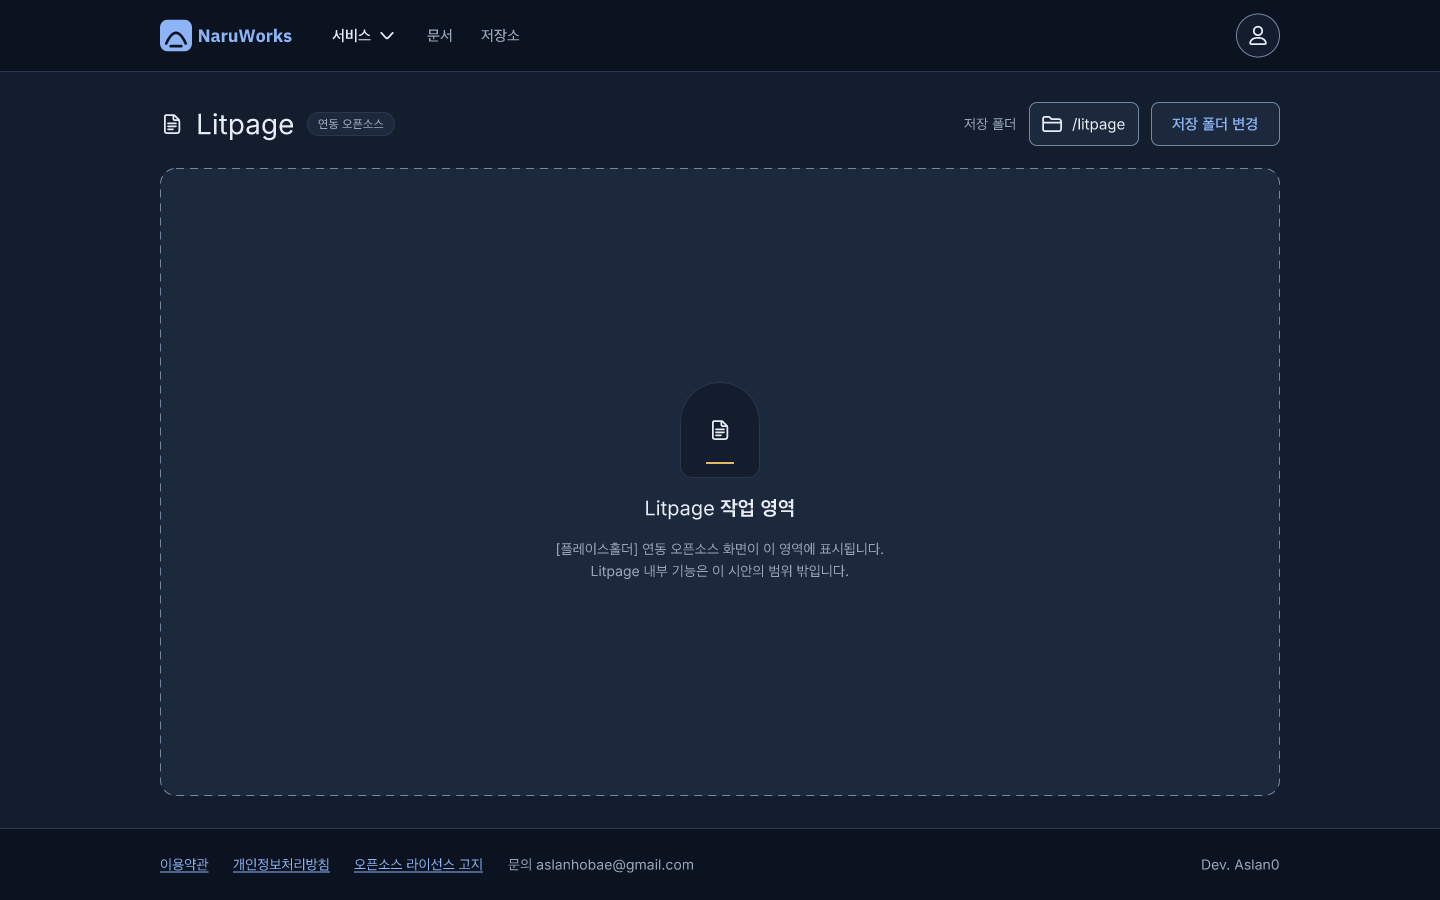 NaruWorks
서비스
문서
저장소
Litpage
연동 오픈소스
저장 폴더
/litpage
저장 폴더 변경
Litpage 작업 영역
[플레이스홀더] 연동 오픈소스 화면이 이 영역에 표시됩니다.
Litpage 내부 기능은 이 시안의 범위 밖입니다.
이용약관
개인정보처리방침
오픈소스 라이선스 고지
문의 aslanhobae@gmail.com
Dev. Aslan0